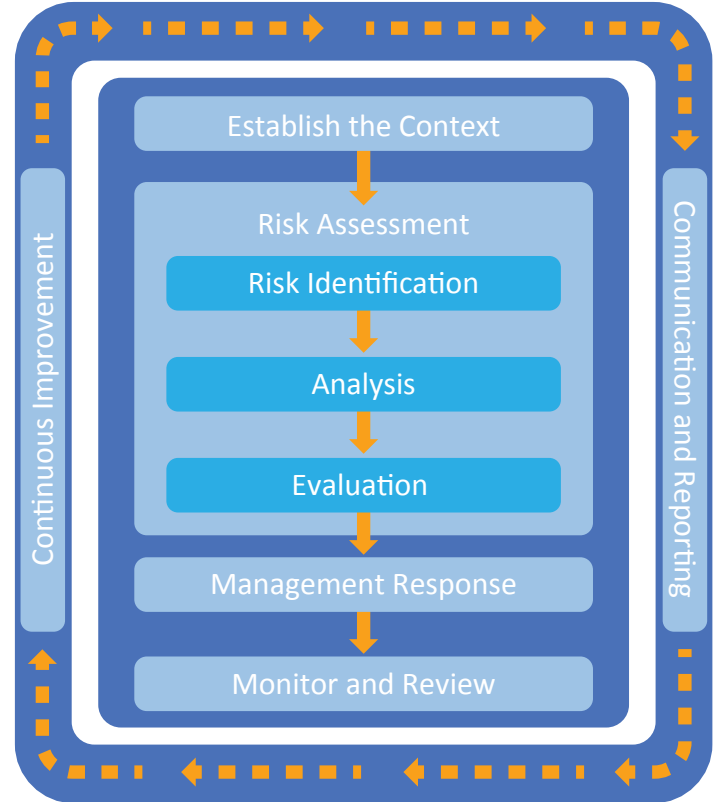 Establish the Context
Risk Assessment
Risk Identification
Analysis
Evaluation
Management Response
Monitor and Review
Continuous Improvement
Communication and Reporting